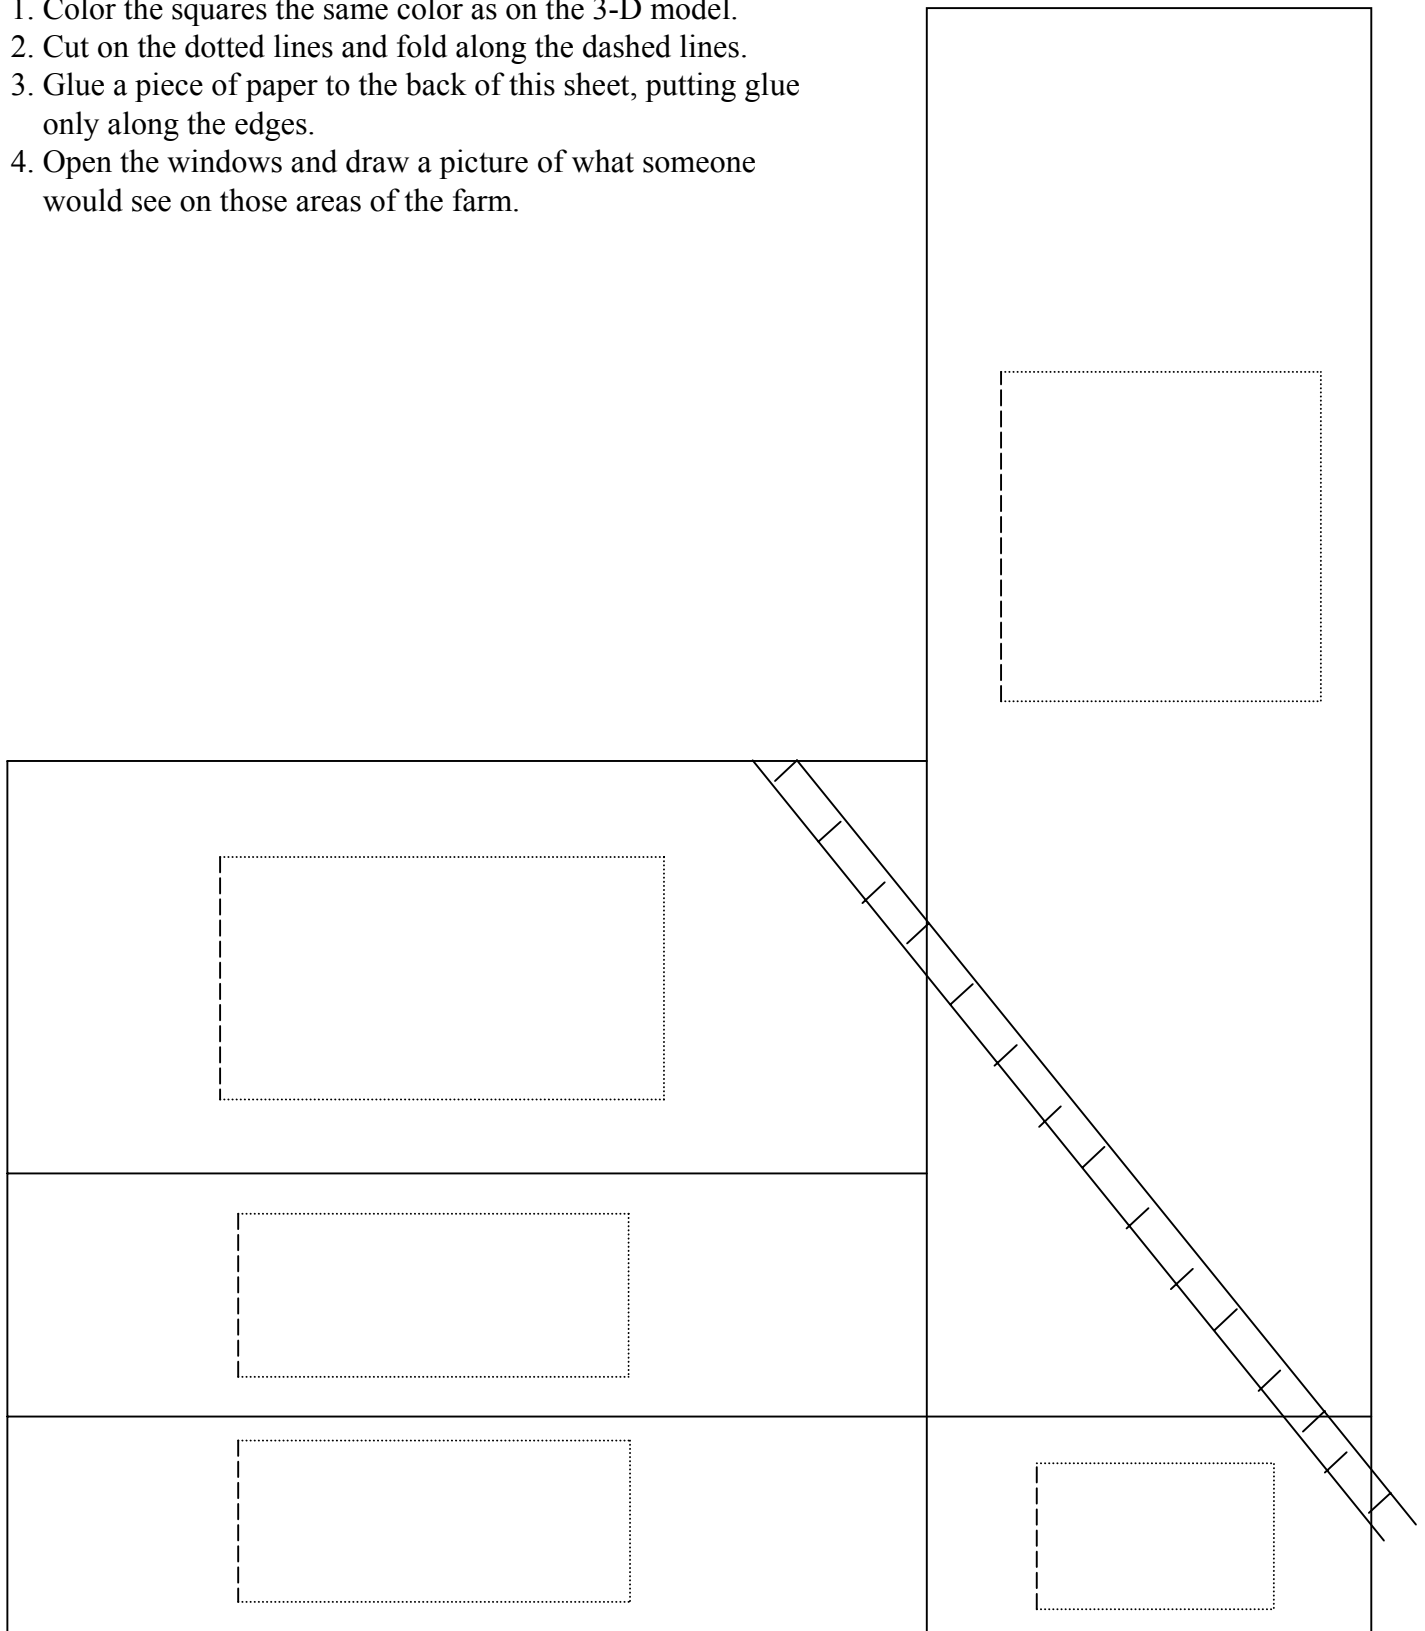 1. Color the squares the same color as on the 3-D model.
2. Cut on the dotted lines and fold along the dashed lines.
3. Glue a piece of paper to the back of this sheet, putting glue
only along the edges.
4. Open the windows and draw a picture of what someone
would see on those areas of the farm.